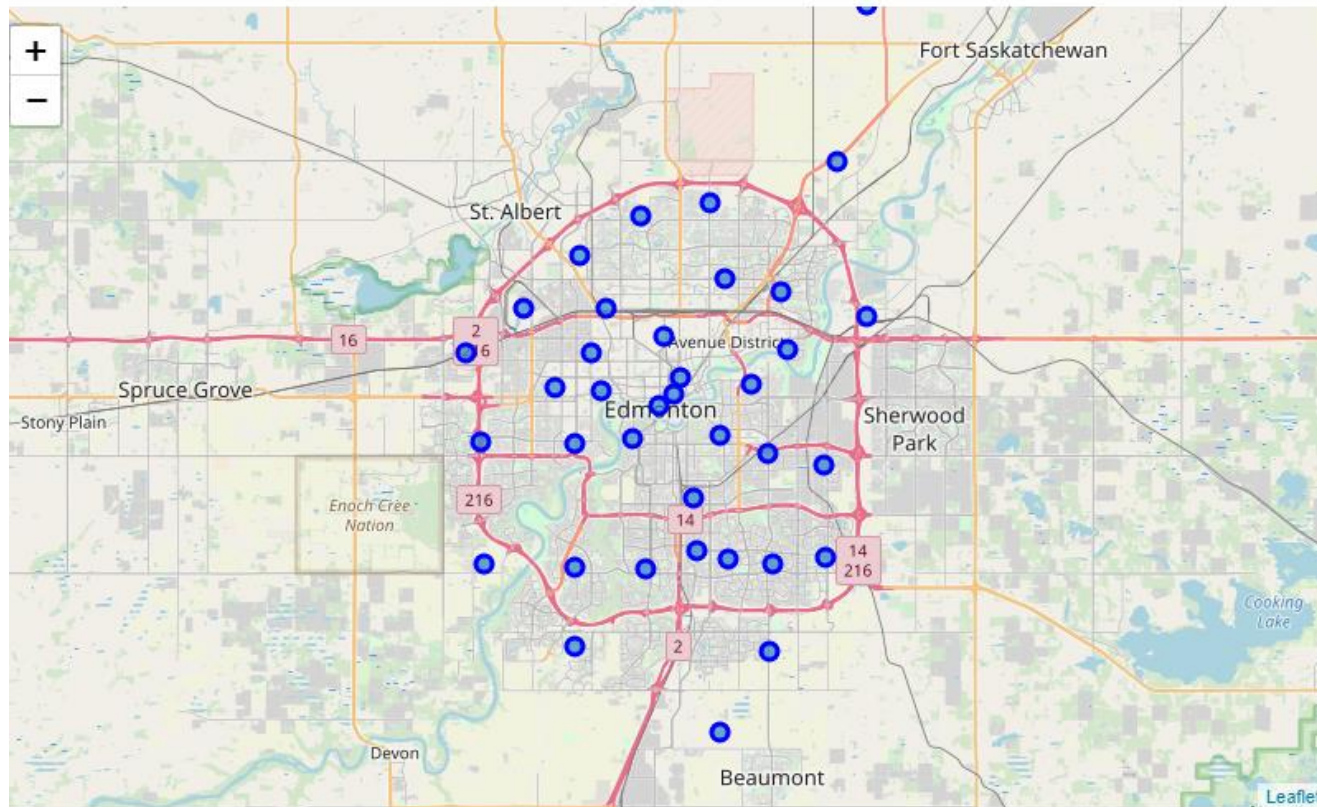 +
Fort Saskatchewan
−
St. Albert
16
2
Avenue District
Spruce Grove
Edmonton
Sherwood
Park
Stony Plain
Enoch Cree
Nation
216
14
14
216
Cooking
Lake
2
Devon
Beaumont
Leaflet